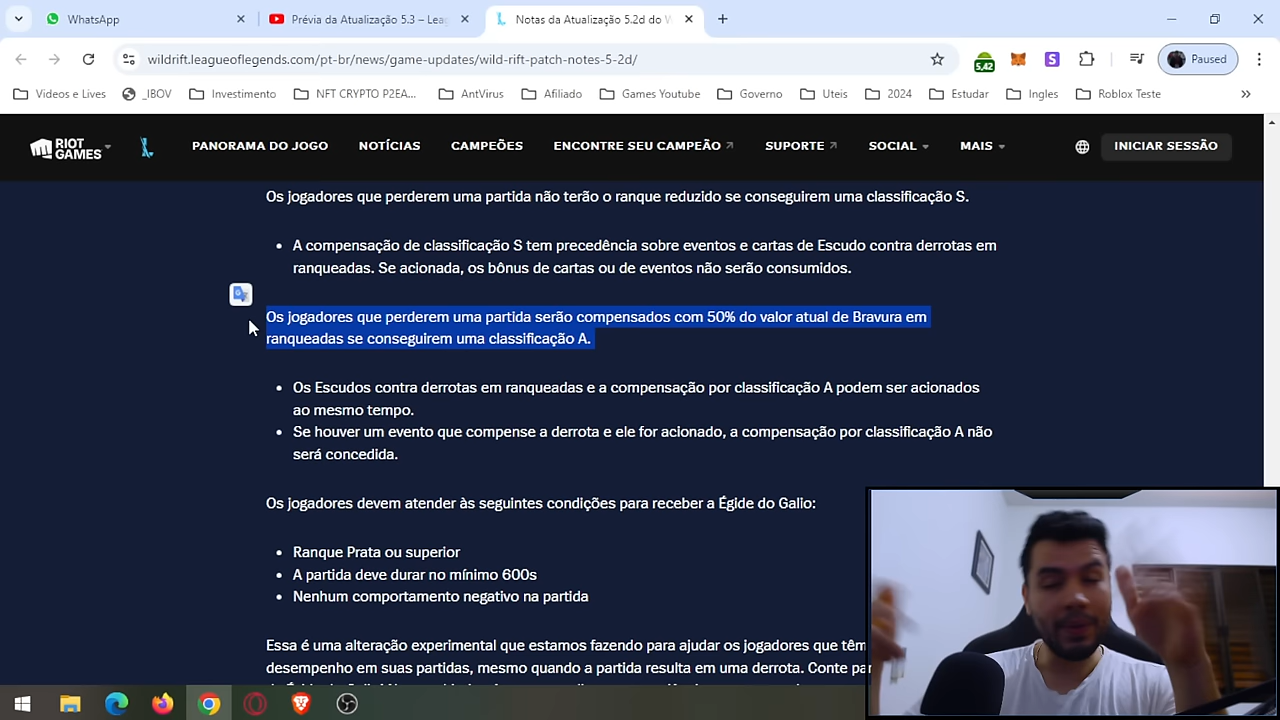 WhatsApp
Prévia da Atualização 5.3 – Leag
Notas da Atualização 5.2d do W
wildrift.leagueoflegends.com/pt-br/news/game-updates/wild-rift-patch-notes-5-2d/
5,42
S
Paused
Videos e Lives
_IBOV
Investimento
NFT CRYPTO P2EA...
AntVirus
Afiliado
Games Youtube
Governo
Uteis
2024
Estudar
Ingles
Roblox Teste
RIOT
GAMES
PANORAMA DO JOGO
NOTÍCIAS
CAMPEÕES
ENCONTRE SEU CAMPEÃO
SUPORTE
SOCIAL
MAIS
INICIAR SESSÃO
Os jogadores que perderem uma partida não terão o ranque reduzido se conseguirem uma classificação S.
A compensação de classificação S tem precedência sobre eventos e cartas de Escudo contra derrotas em
ranqueadas. Se acionada, os bônus de cartas ou de eventos não serão consumidos.
Os jogadores que perderem uma partida serão compensados com 50% do valor atual de Bravura em
ranqueadas se conseguirem uma classificação A.
Os Escudos contra derrotas em ranqueadas e a compensação por classificação A podem ser acionados
ao mesmo tempo.
Se houver um evento que compense a derrota e ele for acionado, a compensação por classificação A não
será concedida.
Os jogadores devem atender às seguintes condições para receber a Égide do Galio:
Ranque Prata ou superior
A partida deve durar no mínimo 600s
Nenhum comportamento negativo na partida
Essa é uma alteração experimental que estamos fazendo para ajudar os jogadores que têm
desempenho em suas partidas, mesmo quando a partida resulta em uma derrota. Conte par